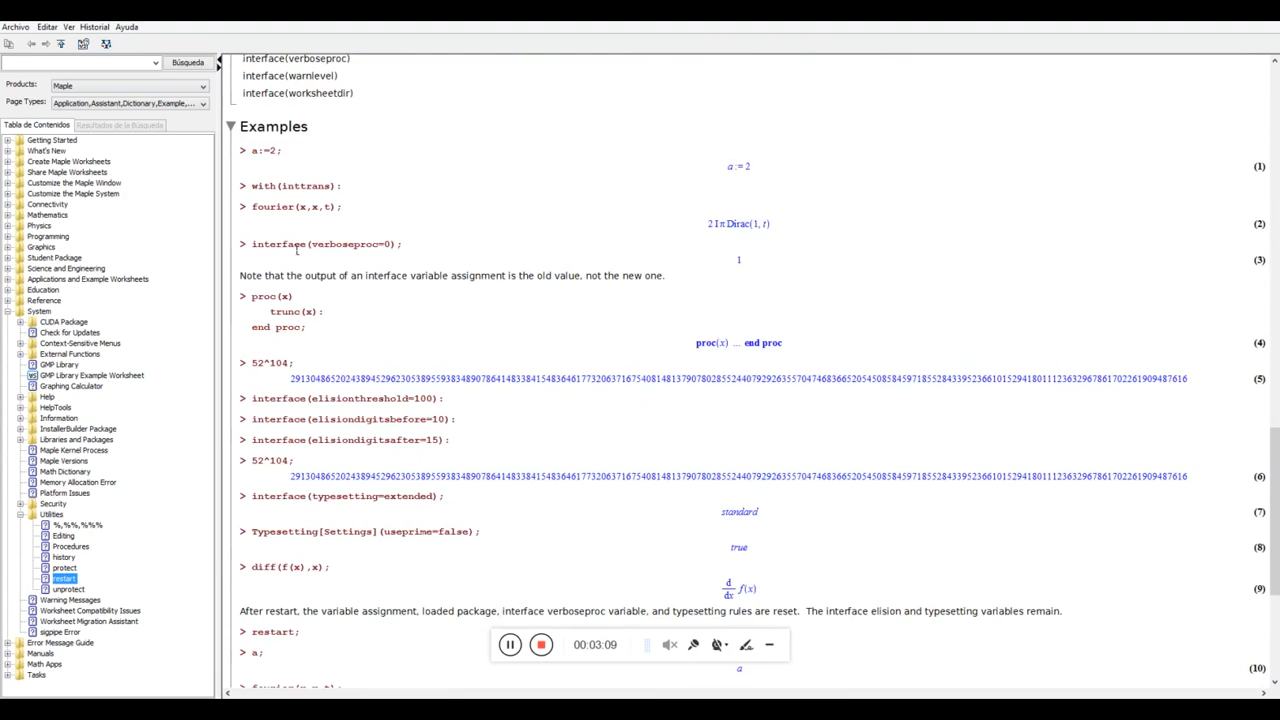 Archivo Editar Ver Historial Ayuda
Búsqueda
Products: Maple
Page Types: Application,Assistant,Dictionary,Example,...
Tabla de Contenidos Resultados de la Búsqueda
Getting Started
What's New
Create Maple Worksheets
Share Maple Worksheets
Customize the Maple Window
Customize the Maple System
Connectivity
Mathematics
Physics
Programming
Graphics
Student Package
Science and Engineering
Applications and Example Worksheets
Education
Reference
System
CUDA Package
Check for Updates
Context-Sensitive Menus
External Functions
GMP Library
GMP Library Example Worksheet
Graphing Calculator
Help
HelpTools
Information
InstallerBuilder Package
Libraries and Packages
Maple Kernel Process
Maple Versions
Math Dictionary
Memory Allocation Error
Platform Issues
Security
Utilities
%,%%,%%%
Editing
Procedures
history
protect
restart
unprotect
Warning Messages
Worksheet Compatibility Issues
Worksheet Migration Assistant
sigpipe Error
Error Message Guide
Manuals
Math Apps
Tasks
interface(verboseproc)
interface(warnlevel)
interface(worksheetdir)
Examples
> a:=2;
a := 2 (1)
> with(inttrans):
> fourier(x,x,t);
2 I π Dirac(1, t) (2)
> interface(verboseproc=0);
1 (3)
Note that the output of an interface variable assignment is the old value, not the new one.
> proc(x)
trunc(x):
end proc;
proc(x) ... end proc (4)
> 52^104;
(5)
> interface(elisionthreshold=100):
> interface(elisiondigitsbefore=10):
> interface(elisiondigitsafter=15):
> 52^104;
(6)
> interface(typesetting=extended);
standard (7)
> Typesetting[Settings](useprime=false);
true (8)
> diff(f(x),x);
d/dx f(x) (9)
After restart, the variable assignment, loaded package, interface verboseproc variable, and typesetting rules are reset. The interface elision and typesetting variables remain.
> restart;
> a;
a (10)
00:03:09